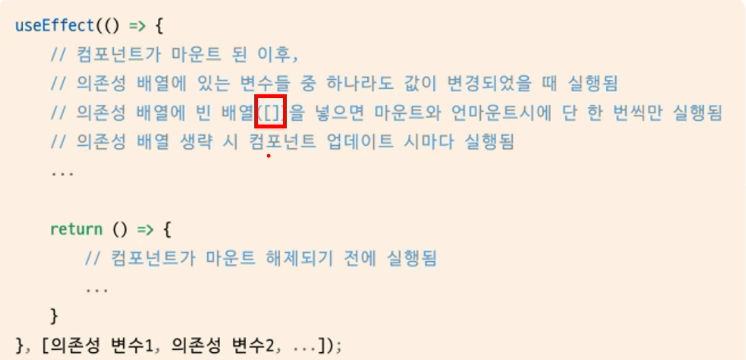 useEffect(() => {
// 컴포넌트가 마운트 된 이후,
// 의존성 배열에 있는 변수들 중 하나라도 값이 변경되었을 때 실행됨
// 의존성 배열에 빈 배열([])을 넣으면 마운트와 언마운트시에 단 한 번씩만 실행됨
// 의존성 배열 생략 시 컴포넌트 업데이트 시마다 실행됨
...
return () => {
// 컴포넌트가 마운트 해제되기 전에 실행됨
...
}
}, [의존성 변수1, 의존성 변수2, ...]);